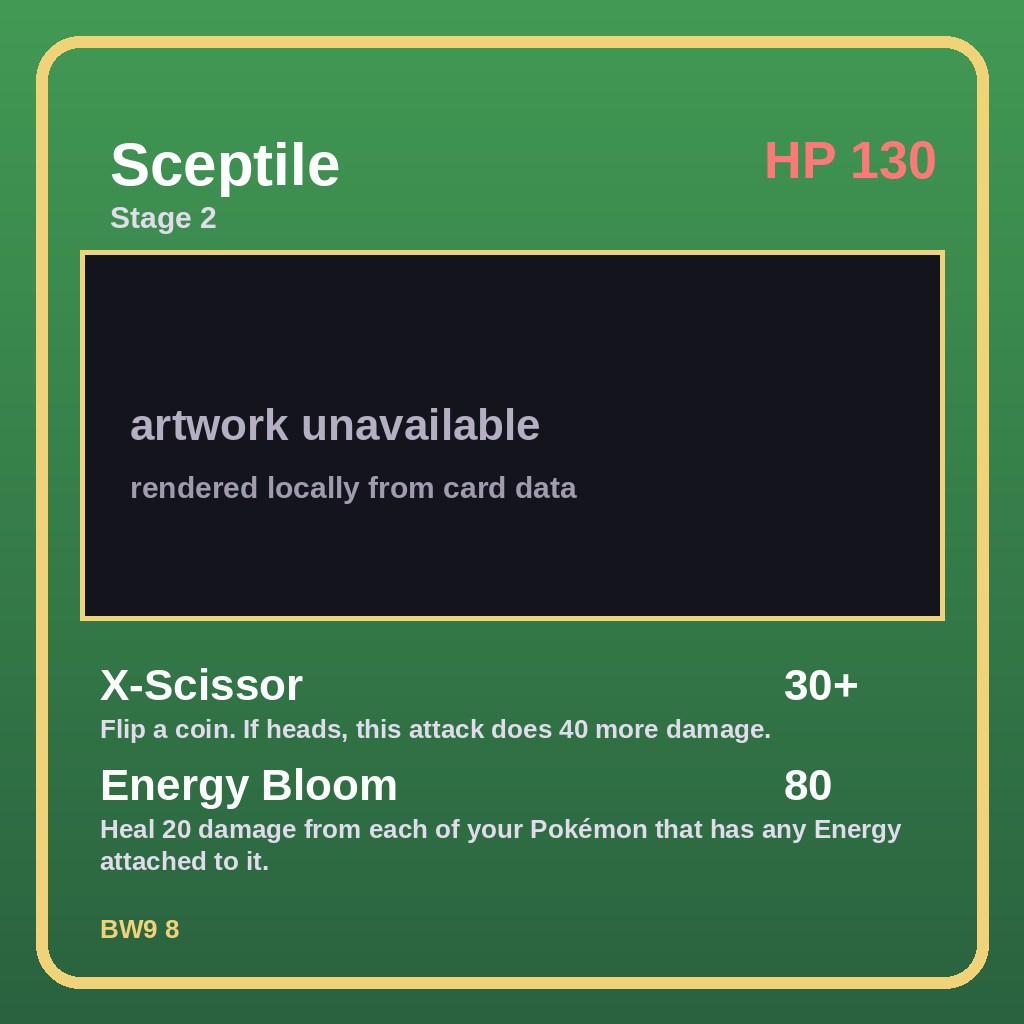 Sceptile
HP 130
Stage 2
artwork unavailable
rendered locally from card data
X-Scissor
30+
Flip a coin. If heads, this attack does 40 more damage.
Energy Bloom
80
Heal 20 damage from each of your Pokémon that has any Energy
attached to it.
BW9 8